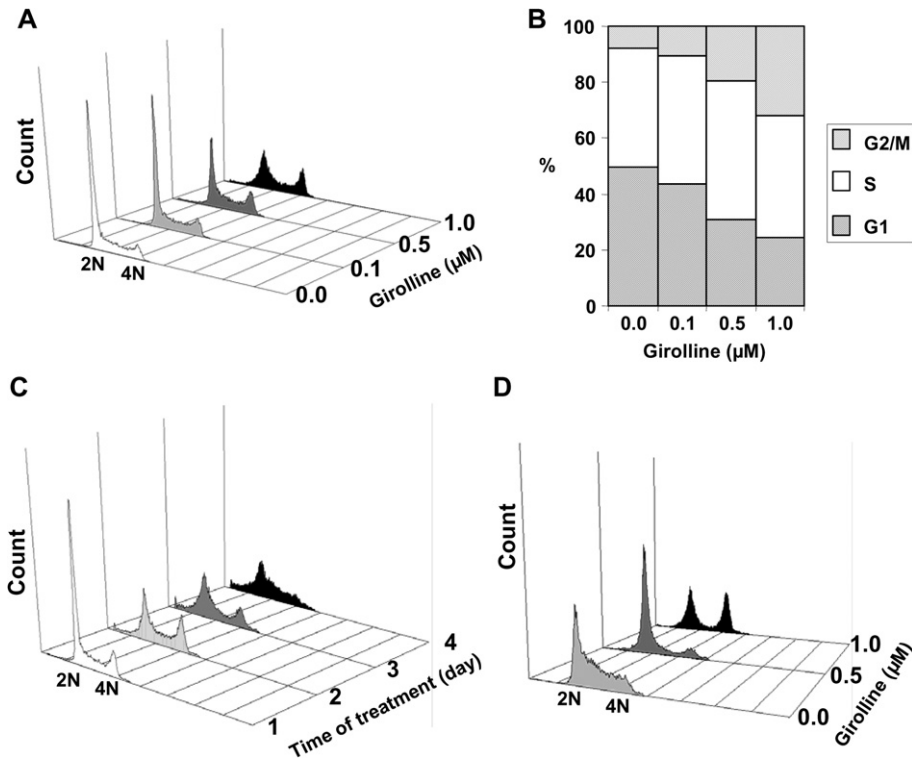 A
Count
2N 4N
0.0
0.1
0.5
1.0
Girolline (µM)
B
100
80
60
40
20
0
%
0.0 0.1 0.5 1.0
Girolline (µM)
G2/M
S
G1
C
Count
2N 4N
1
2
3
4
Time of treatment (day)
D
Count
2N 4N
0.0
0.5
1.0
Girolline (µM)